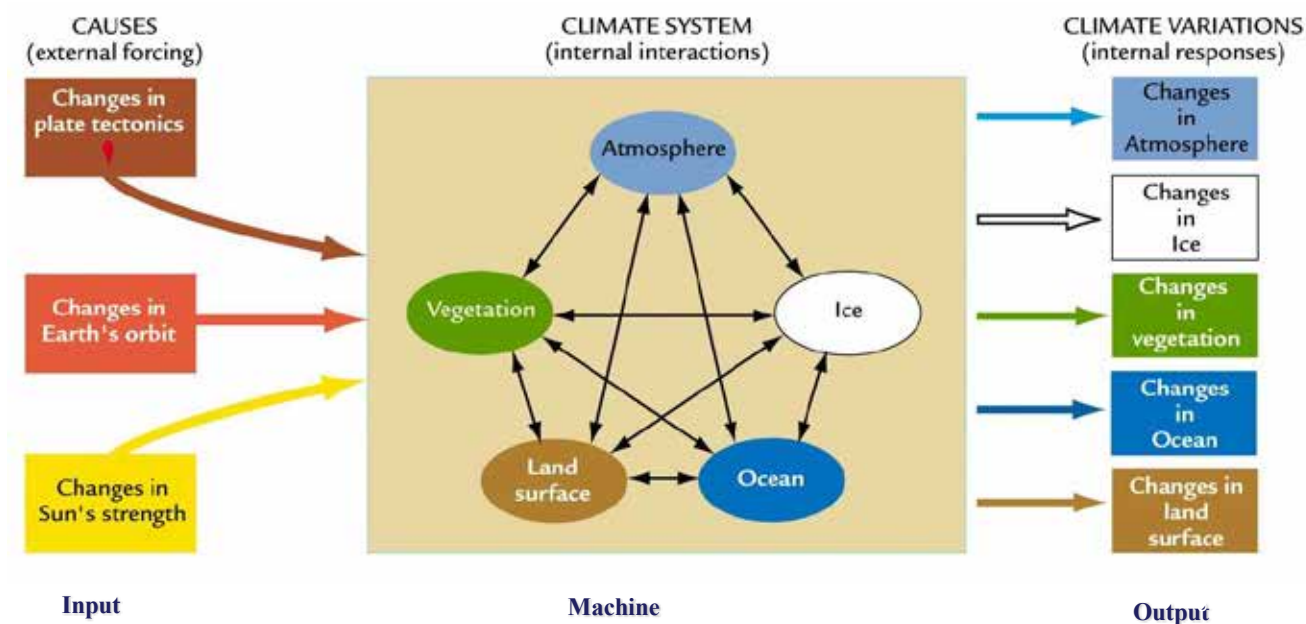 CAUSES
(external forcing)
Changes in
plate tectonics
Changes in
Earth's orbit
Changes in
Sun's strength
Input
CLIMATE SYSTEM
(internal interactions)
Atmosphere
Vegetation
Ice
Land
surface
Ocean
Machine
CLIMATE VARIATIONS
(internal responses)
Changes
in
Atmosphere
Changes
in
Ice
Changes
in
vegetation
Changes
in
Ocean
Changes in
land
surface
Output